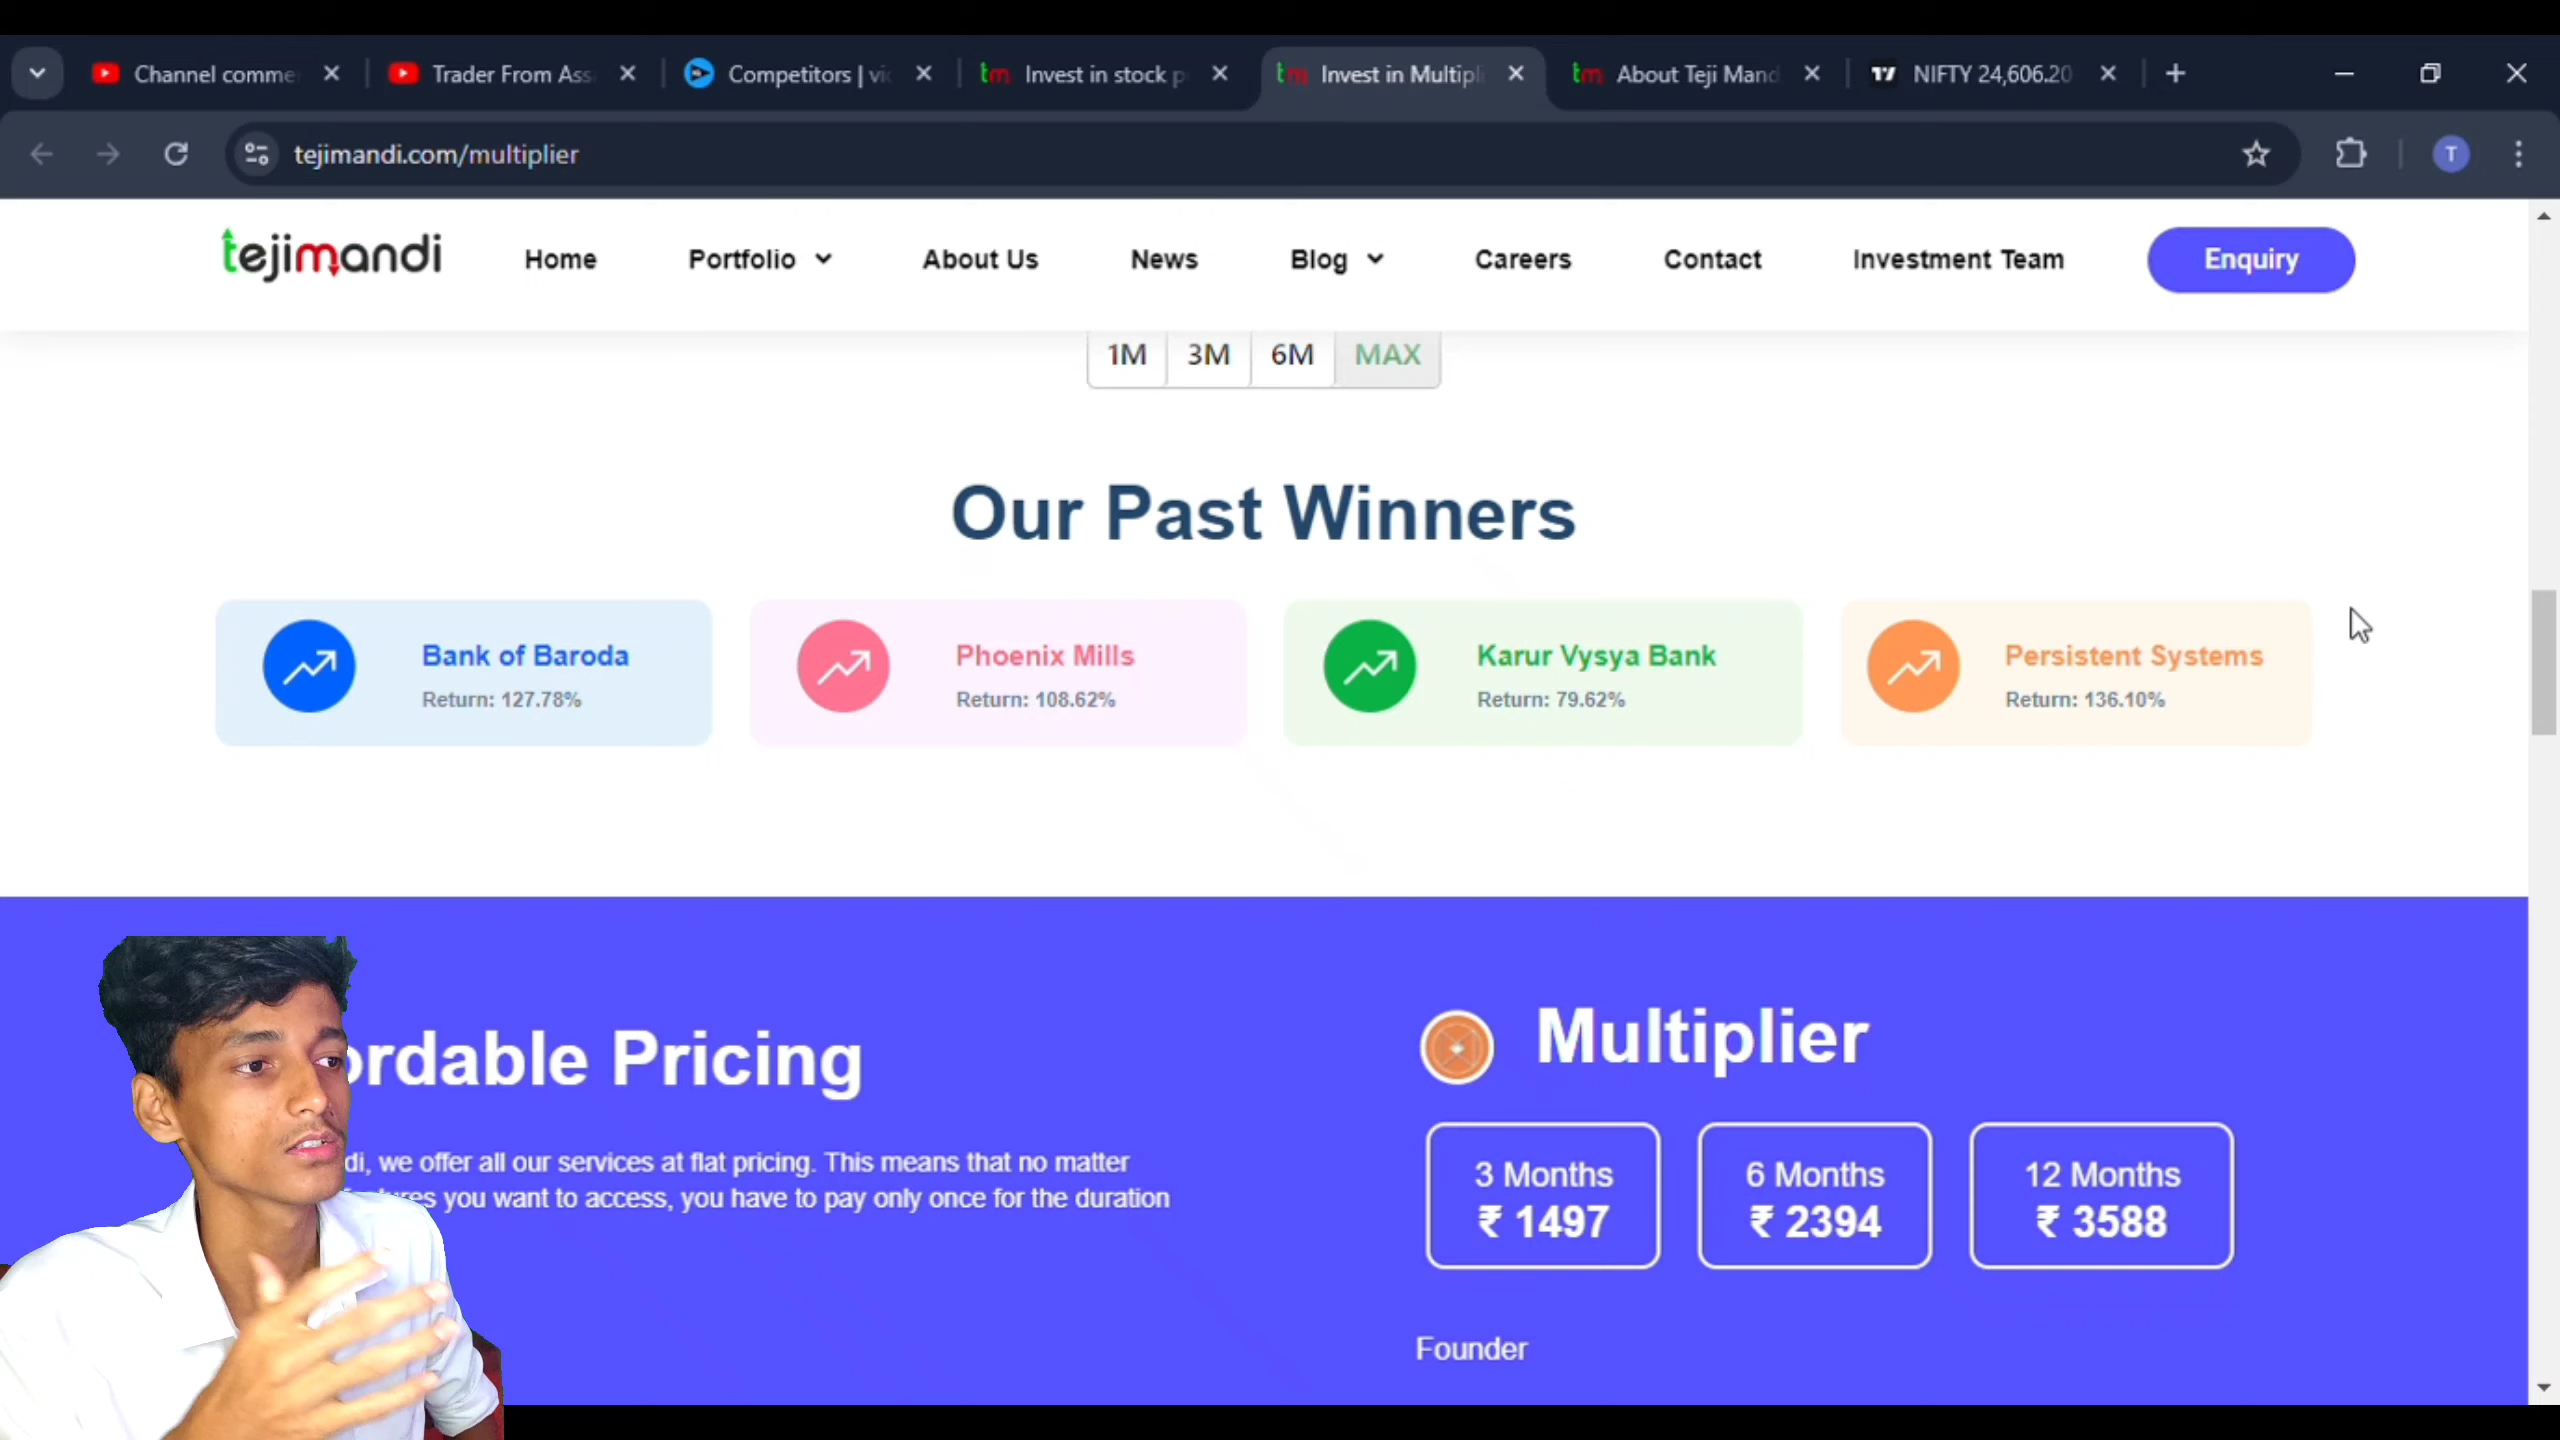 Channel comme
Trader From Ass
Competitors | vi
Invest in stock p
Invest in Multipl
About Teji Mand
NIFTY 24,606.20
tejimandi.com/multiplier
T
tejimandi
Home
Portfolio
About Us
News
Blog
Careers
Contact
Investment Team
Enquiry
1M
3M
6M
MAX
Our Past Winners
Bank of Baroda
Return: 127.78%
Phoenix Mills
Return: 108.62%
Karur Vysya Bank
Return: 79.62%
Persistent Systems
Return: 136.10%
ordable Pricing
di, we offer all our services at flat pricing. This means that no matter
res you want to access, you have to pay only once for the duration
Multiplier
3 Months
₹ 1497
6 Months
₹ 2394
12 Months
₹ 3588
Founder